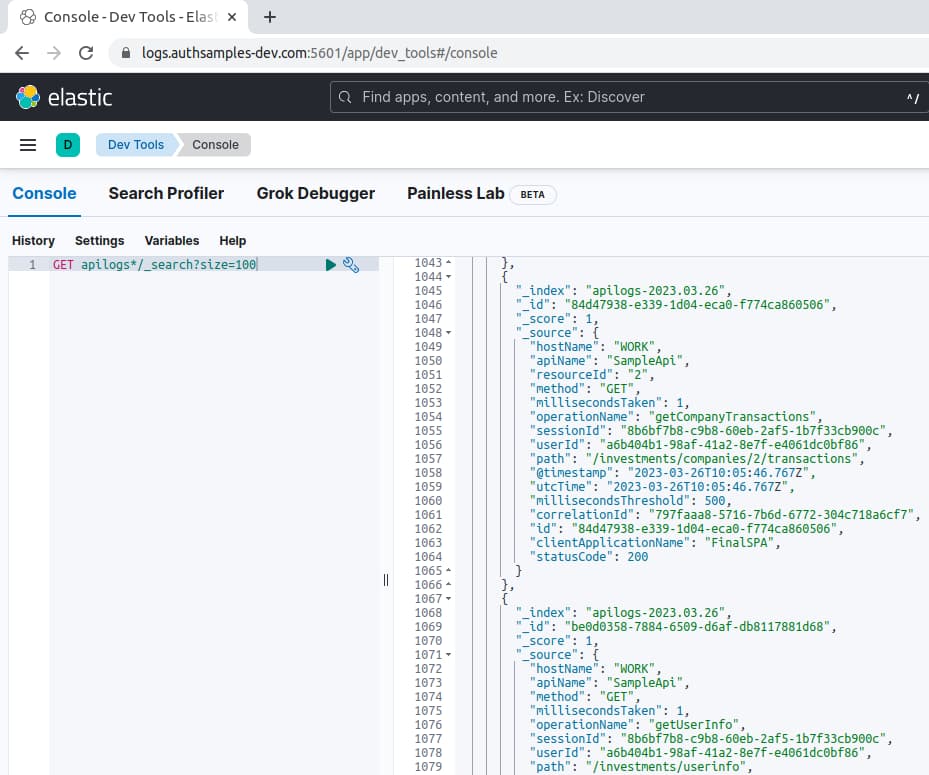 Console - Dev Tools - Elast
logs.authsamples-dev.com:5601/app/dev_tools#/console
elastic
Find apps, content, and more. Ex: Discover
^/
D
Dev Tools
Console
Console
Search Profiler
Grok Debugger
Painless Lab
BETA
History
Settings
Variables
Help
1 GET apilogs*/_search?size=100
1043 },
1044 {
1045 "_index": "apilogs-2023.03.26",
1046 "_id": "84d47938-e339-1d04-eca0-f774ca860506",
1047 "_score": 1,
1048 "_source": {
1049 "hostName": "WORK",
1050 "apiName": "SampleApi",
1051 "resourceId": "2",
1052 "method": "GET",
1053 "millisecondsTaken": 1,
1054 "operationName": "getCompanyTransactions",
1055 "sessionId": "8b6bf7b8-c9b8-60eb-2af5-1b7f33cb900c",
1056 "userId": "a6b404b1-98af-41a2-8e7f-e4061dc0bf86",
1057 "path": "/investments/companies/2/transactions",
1058 "@timestamp": "2023-03-26T10:05:46.767Z",
1059 "utcTime": "2023-03-26T10:05:46.767Z",
1060 "millisecondsThreshold": 500,
1061 "correlationId": "797faaa8-5716-7b6d-6772-304c718a6cf7",
1062 "id": "84d47938-e339-1d04-eca0-f774ca860506",
1063 "clientApplicationName": "FinalSPA",
1064 "statusCode": 200
1065 }
1066 },
1067 {
1068 "_index": "apilogs-2023.03.26",
1069 "_id": "be0d0358-7884-6509-d6af-db8117881d68",
1070 "_score": 1,
1071 "_source": {
1072 "hostName": "WORK",
1073 "apiName": "SampleApi",
1074 "method": "GET",
1075 "millisecondsTaken": 1,
1076 "operationName": "getUserInfo",
1077 "sessionId": "8b6bf7b8-c9b8-60eb-2af5-1b7f33cb900c",
1078 "userId": "a6b404b1-98af-41a2-8e7f-e4061dc0bf86",
1079 "path": "/investments/userinfo",